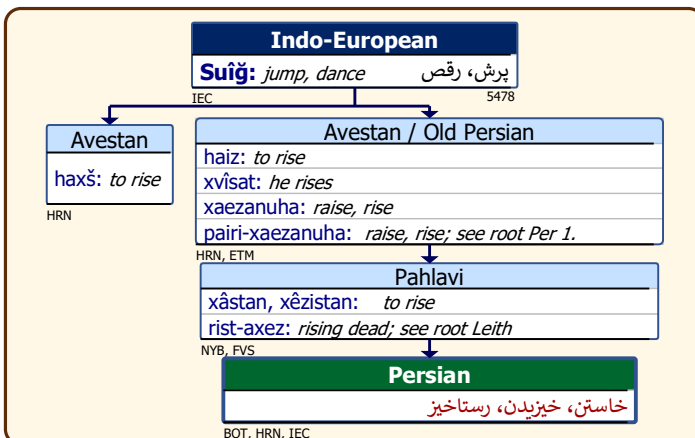 Indo-European
Suîğ: jump, dance پرش، رقص
IEC 5478
Avestan
haxš: to rise
HRN
Avestan / Old Persian
haiz: to rise
xvîsat: he rises
xaezanuha: raise, rise
pairi-xaezanuha: raise, rise; see root Per 1.
HRN, ETM
Pahlavi
xâstan, xêzistan: to rise
rist-axez: rising dead; see root Leith
NYB, FVS
Persian
خاستن، خیزیدن، رستاخیز
BQT, HRN, IEC